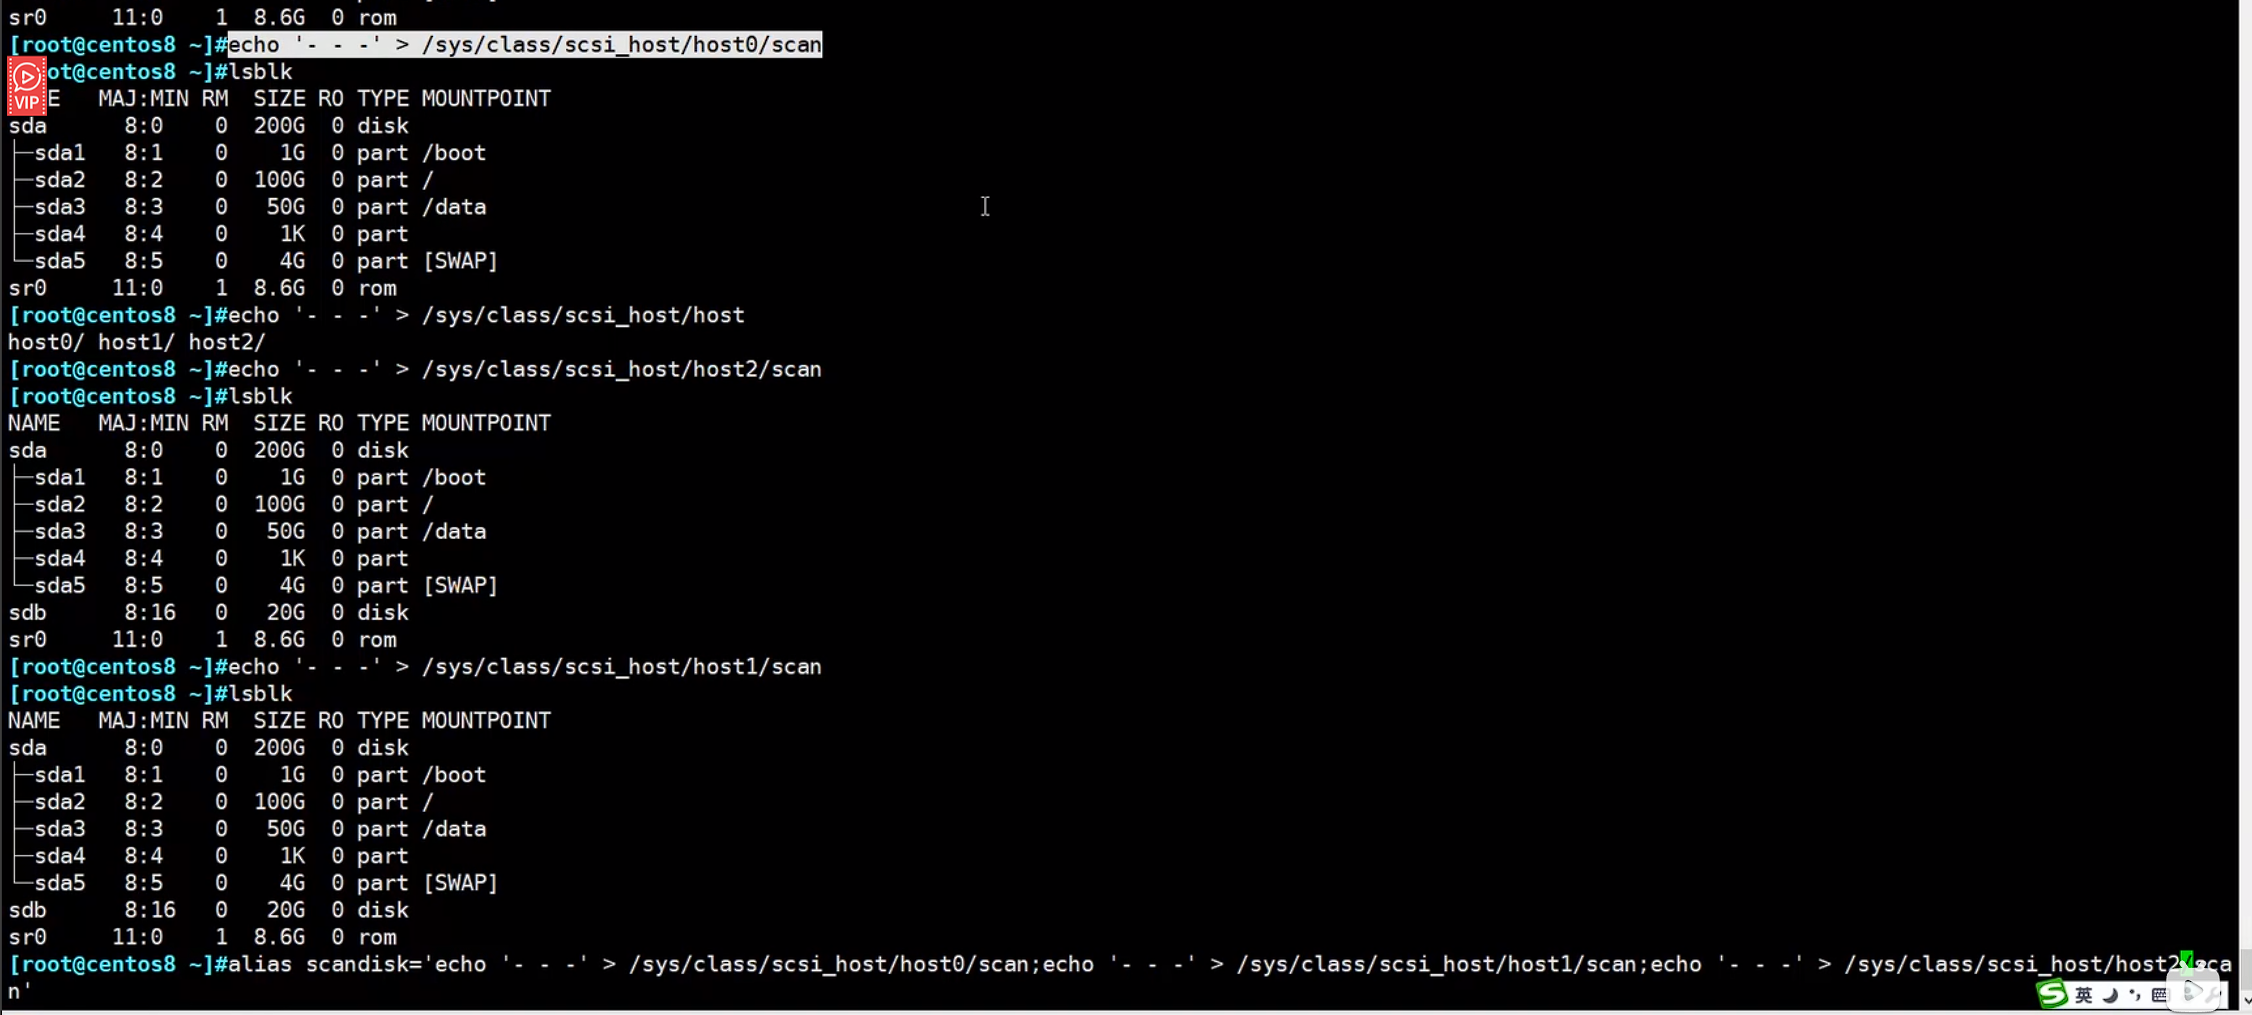 sr0     11:0    1  8.6G  0 rom
[root@centos8 ~]#echo '- - -' > /sys/class/scsi_host/host0/scan
ot@centos8 ~]#lsblk
VIP E   MAJ:MIN RM  SIZE RO TYPE MOUNTPOINT
sda      8:0    0  200G  0 disk
├─sda1   8:1    0    1G  0 part /boot
├─sda2   8:2    0  100G  0 part /
├─sda3   8:3    0   50G  0 part /data
├─sda4   8:4    0    1K  0 part
└─sda5   8:5    0    4G  0 part [SWAP]
sr0     11:0    1  8.6G  0 rom
[root@centos8 ~]#echo '- - -' > /sys/class/scsi_host/host
host0/ host1/ host2/
[root@centos8 ~]#echo '- - -' > /sys/class/scsi_host/host2/scan
[root@centos8 ~]#lsblk
NAME   MAJ:MIN RM  SIZE RO TYPE MOUNTPOINT
sda      8:0    0  200G  0 disk
├─sda1   8:1    0    1G  0 part /boot
├─sda2   8:2    0  100G  0 part /
├─sda3   8:3    0   50G  0 part /data
├─sda4   8:4    0    1K  0 part
└─sda5   8:5    0    4G  0 part [SWAP]
sdb      8:16   0   20G  0 disk
sr0     11:0    1  8.6G  0 rom
[root@centos8 ~]#echo '- - -' > /sys/class/scsi_host/host1/scan
[root@centos8 ~]#lsblk
NAME   MAJ:MIN RM  SIZE RO TYPE MOUNTPOINT
sda      8:0    0  200G  0 disk
├─sda1   8:1    0    1G  0 part /boot
├─sda2   8:2    0  100G  0 part /
├─sda3   8:3    0   50G  0 part /data
├─sda4   8:4    0    1K  0 part
└─sda5   8:5    0    4G  0 part [SWAP]
sdb      8:16   0   20G  0 disk
sr0     11:0    1  8.6G  0 rom
[root@centos8 ~]#alias scandisk='echo '- - -' > /sys/class/scsi_host/host0/scan;echo '- - -' > /sys/class/scsi_host/host1/scan;echo '- - -' > /sys/class/scsi_host/host2/sca
n'
英